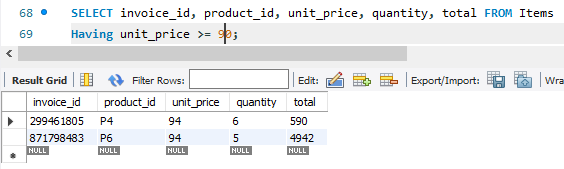 68 SELECT invoice_id, product_id, unit_price, quantity, total FROM Items
69 Having unit_price >= 90;
Result Grid Filter Rows: Edit: Export/Import: Wra
invoice_id product_id unit_price quantity total
299461805 P4 94 6 590
871798483 P6 94 5 4942
NULL NULL NULL NULL NULL